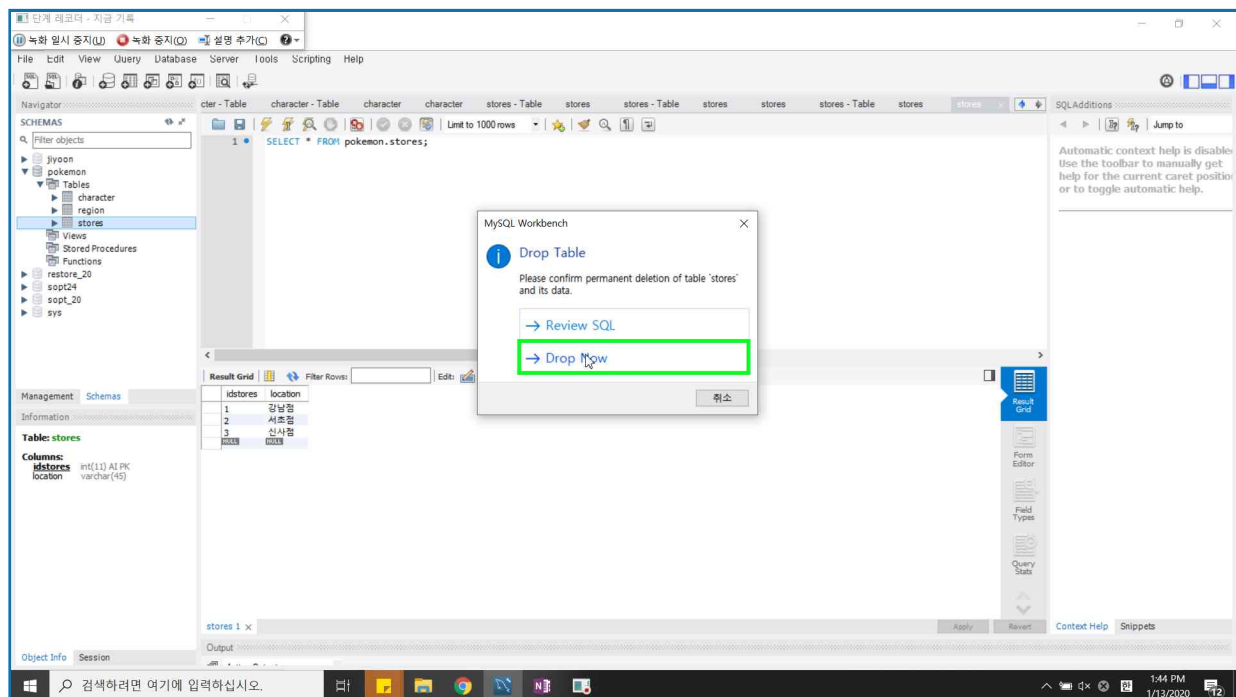 단계 레코더 - 지금 기록
녹화 일시 중지(U) 녹화 중지(O) 설명 추가(C)
File Edit View Query Database Server Tools Scripting Help
Navigator
SCHEMAS
Filter objects
jiyoon
pokemon
Tables
character
region
stores
Views
Stored Procedures
Functions
restore_20
sopt24
sopt_20
sys
Management Schemas
Information
Table: stores
Columns:
idstores int(11) AI PK
location varchar(45)
Object Info Session
cter - Table character - Table character character stores - Table stores stores - Table stores stores stores - Table stores stores
Limit to 1000 rows
1 SELECT * FROM pokemon.stores;
MySQL Workbench
Drop Table
Please confirm permanent deletion of table `stores`
and its data.
→ Review SQL
→ Drop Now
취소
Result Grid Filter Rows: Edit:
idstores location
1 강남점
2 서초점
3 신사점
NULL NULL
Result
Grid
Form
Editor
Field
Types
Query
Stats
stores 1
Apply Revert
Output
SQLAdditions
Jump to
Automatic context help is disable
Use the toolbar to manually get
help for the current caret positio
or to toggle automatic help.
Context Help Snippets
검색하려면 여기에 입력하십시오.
한
1:44 PM
1/13/2020
12